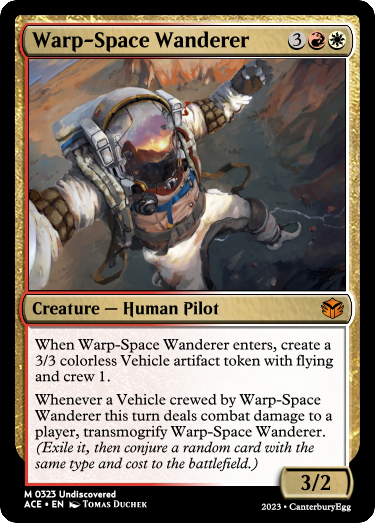 Warp-Space Wanderer 3
Creature — Human Pilot
When Warp-Space Wanderer enters, create a
3/3 colorless Vehicle artifact token with flying
and crew 1.
Whenever a Vehicle crewed by Warp-Space
Wanderer this turn deals combat damage to a
player, transmogrify Warp-Space Wanderer.
(Exile it, then conjure a random card with the
same type and cost to the battlefield.)
3/2
M 0323 Undiscovered
ACE • EN Tomas Duchek
2023 • CanterburyEgg